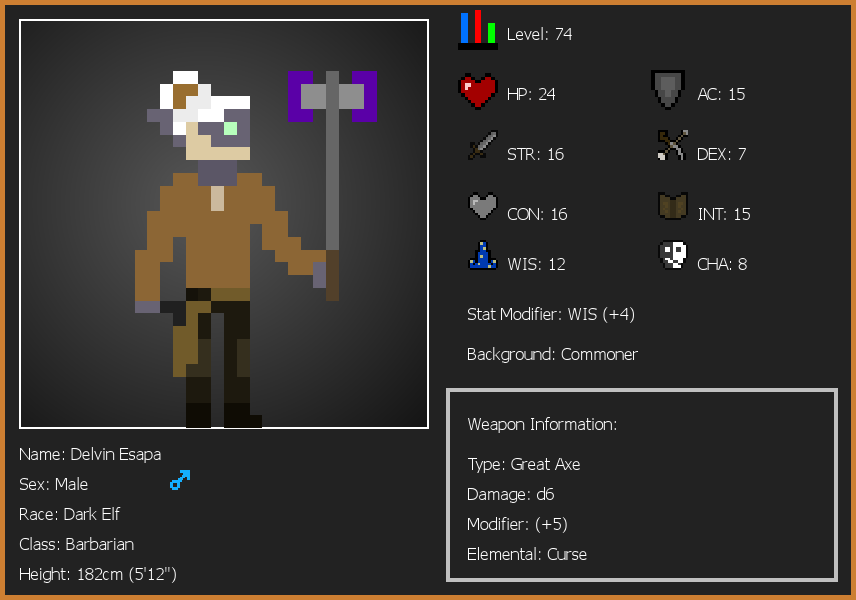 Level: 74
HP: 24
AC: 15
STR: 16
DEX: 7
CON: 16
INT: 15
WIS: 12
CHA: 8
Stat Modifier: WIS (+4)
Background: Commoner
Weapon Information:
Type: Great Axe
Damage: d6
Modifier: (+5)
Elemental: Curse
Name: Delvin Esapa
Sex: Male
Race: Dark Elf
Class: Barbarian
Height: 182cm (5'12")